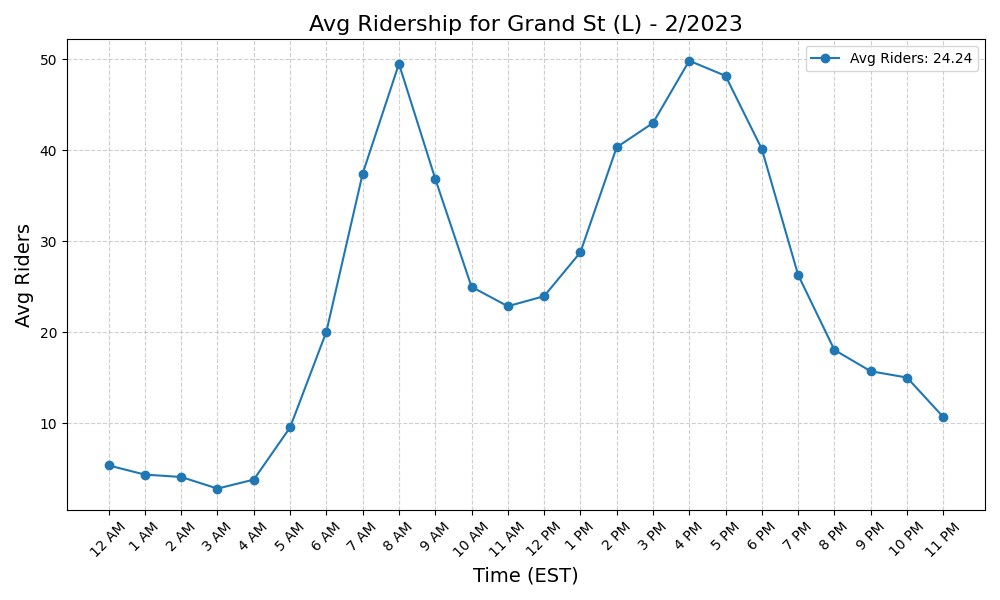 Avg Ridership for Grand St (L) - 2/2023
Avg Riders: 24.24
Avg Riders
50
40
30
20
10
12 AM
1 AM
2 AM
3 AM
4 AM
5 AM
6 AM
7 AM
8 AM
9 AM
10 AM
11 AM
12 PM
1 PM
2 PM
3 PM
4 PM
5 PM
6 PM
7 PM
8 PM
9 PM
10 PM
11 PM
Time (EST)